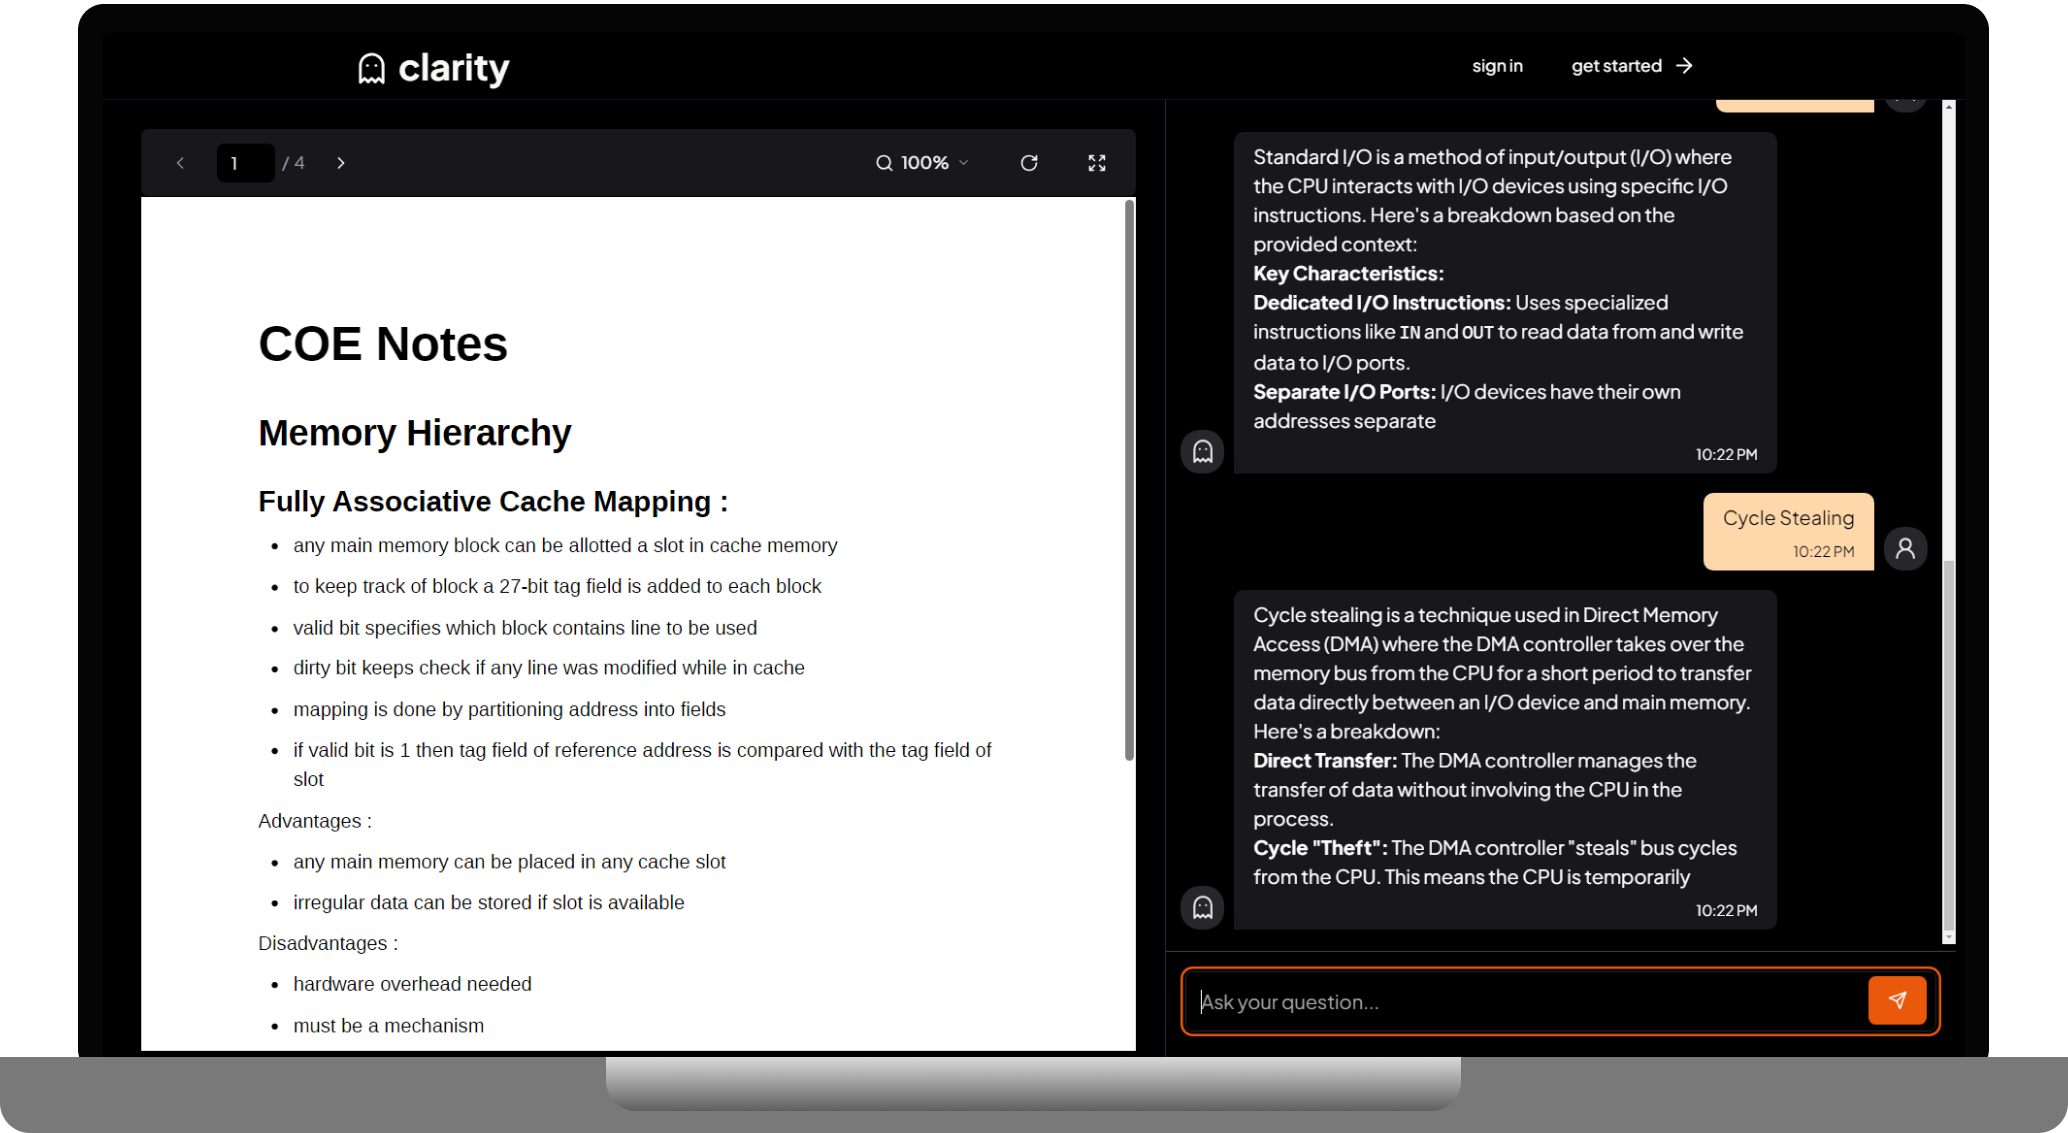 clarity
sign in
get started
1 / 4
100%
COE Notes
Memory Hierarchy
Fully Associative Cache Mapping :
• any main memory block can be allotted a slot in cache memory
• to keep track of block a 27-bit tag field is added to each block
• valid bit specifies which block contains line to be used
• dirty bit keeps check if any line was modified while in cache
• mapping is done by partitioning address into fields
• if valid bit is 1 then tag field of reference address is compared with the tag field of
slot
Advantages :
• any main memory can be placed in any cache slot
• irregular data can be stored if slot is available
Disadvantages :
• hardware overhead needed
• must be a mechanism
Standard I/O is a method of input/output (I/O) where
the CPU interacts with I/O devices using specific I/O
instructions. Here's a breakdown based on the
provided context:
Key Characteristics:
Dedicated I/O Instructions: Uses specialized
instructions like IN and OUT to read data from and write
data to I/O ports.
Separate I/O Ports: I/O devices have their own
addresses separate
10:22 PM
Cycle Stealing
10:22 PM
Cycle stealing is a technique used in Direct Memory
Access (DMA) where the DMA controller takes over the
memory bus from the CPU for a short period to transfer
data directly between an I/O device and main memory.
Here's a breakdown:
Direct Transfer: The DMA controller manages the
transfer of data without involving the CPU in the
process.
Cycle "Theft": The DMA controller "steals" bus cycles
from the CPU. This means the CPU is temporarily
10:22 PM
Ask your question...